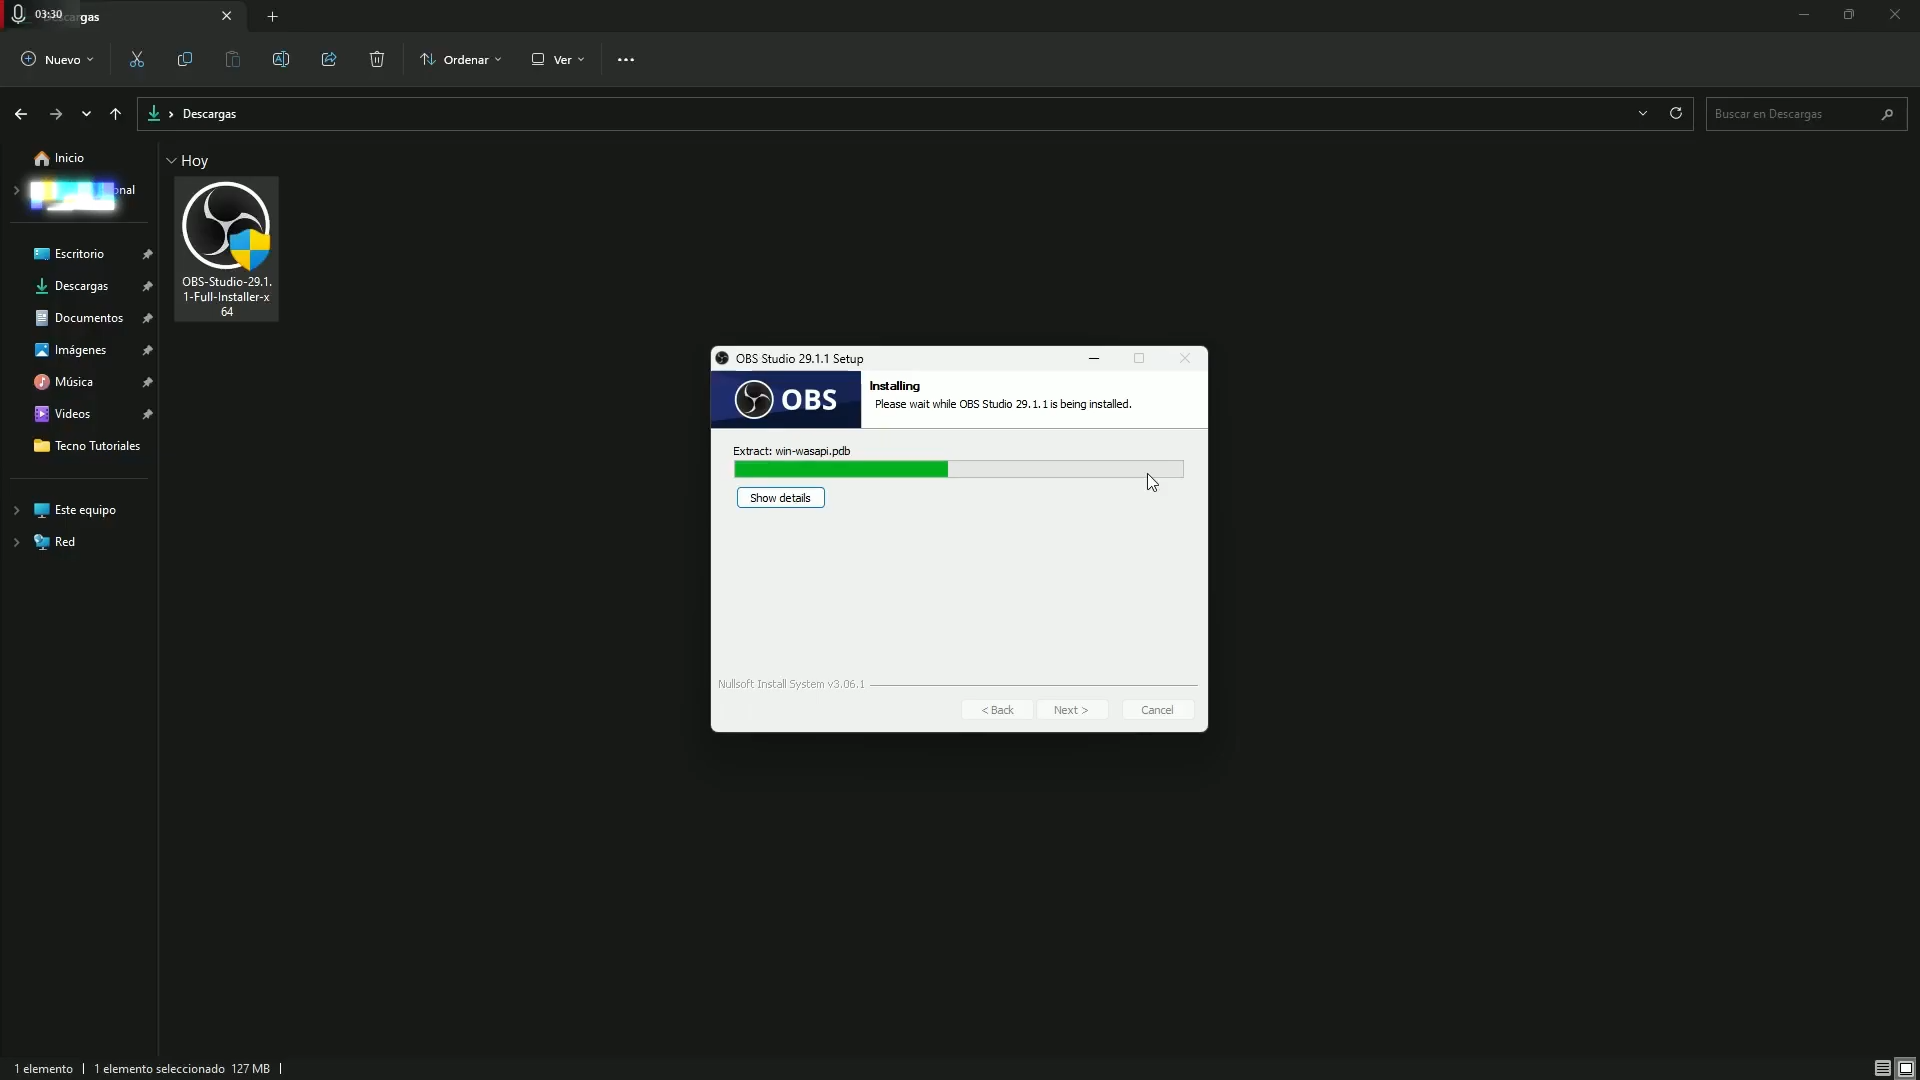 03:30
gas
Nuevo
Ordenar
Ver
Descargas
Buscar en Descargas
Inicio
onal
Escritorio
Descargas
Documentos
Imágenes
Música
Videos
Tecno Tutoriales
Este equipo
Red
Hoy
OBS-Studio-29.1.
1-Full-Installer-x
64
OBS Studio 29.1.1 Setup
OBS
Installing
Please wait while OBS Studio 29.1.1 is being installed.
Extract: win-wasapi.pdb
Show details
Nullsoft Install System v3.06.1
< Back
Next >
Cancel
1 elemento
1 elemento seleccionado 127 MB